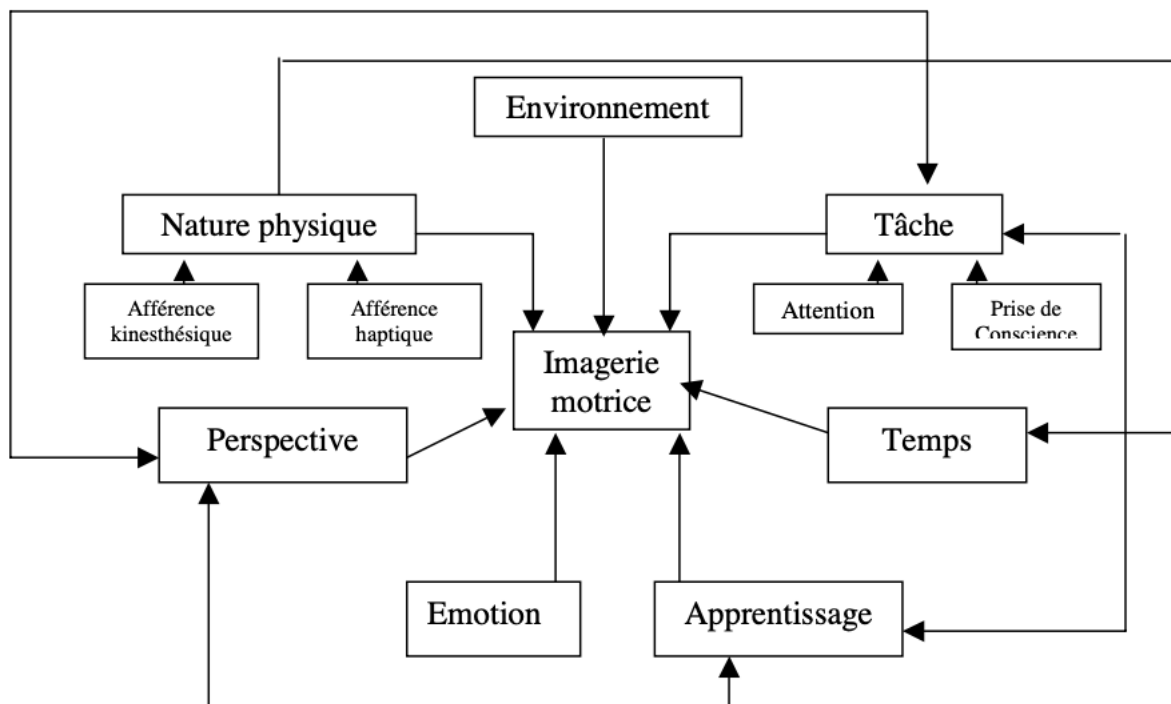 Environnement
Nature physique
Tâche
Afférence
kinesthésique
Afférence
haptique
Attention
Prise de
Conscience
Imagerie
motrice
Perspective
Temps
Emotion
Apprentissage